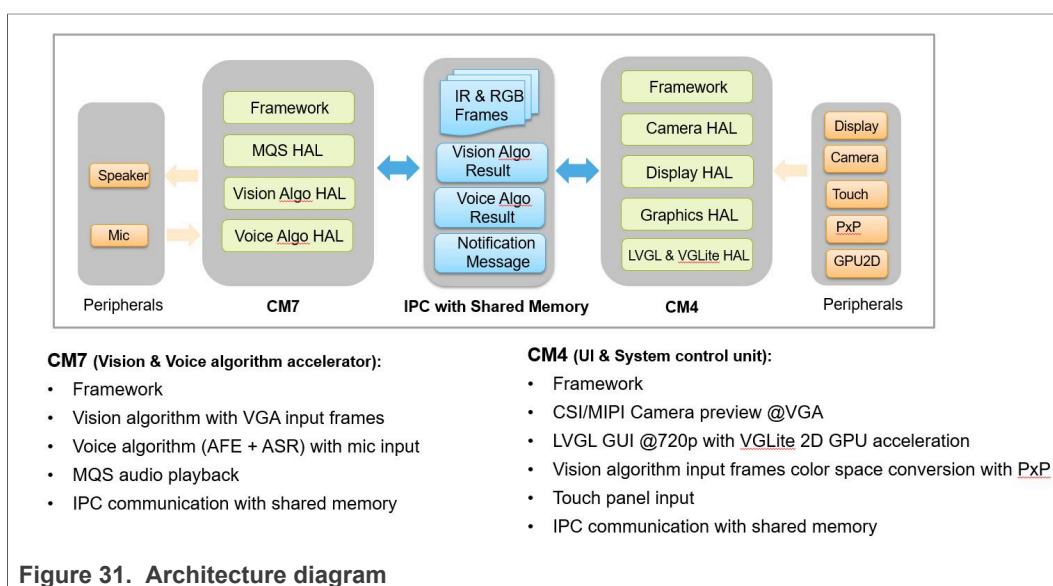 Speaker
Mic
Peripherals
Framework
MQS HAL
Vision Algo HAL
Voice Algo HAL
CM7
IR & RGB
Frames
Vision Algo
Result
Voice Algo
Result
Notification
Message
IPC with Shared Memory
Framework
Camera HAL
Display HAL
Graphics HAL
LVGL & VGLite HAL
CM4
Display
Camera
Touch
PxP
GPU2D
Peripherals
CM7 (Vision & Voice algorithm accelerator):
• Framework
• Vision algorithm with VGA input frames
• Voice algorithm (AFE + ASR) with mic input
• MQS audio playback
• IPC communication with shared memory
CM4 (UI & System control unit):
• Framework
• CSI/MIPI Camera preview @VGA
• LVGL GUI @720p with VGLite 2D GPU acceleration
• Vision algorithm input frames color space conversion with PxP
• Touch panel input
• IPC communication with shared memory
Figure 31. Architecture diagram